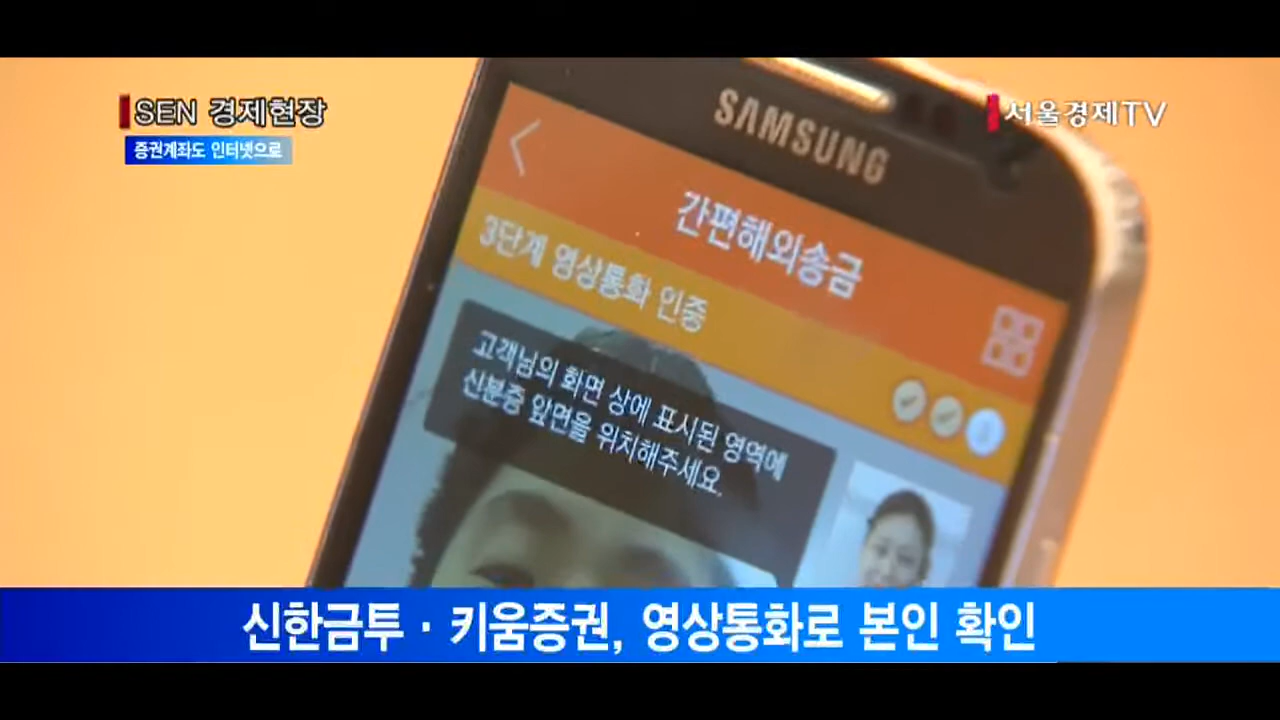 SEN 경제현장
서울경제TV
증권계좌도 인터넷으로
SAMSUNG
간편해외송금
3단계 영상통화 인증
고객님의 화면 상에 표시된 영역에
신분증 앞면을 위치해주세요.
신한금투 · 키움증권, 영상통화로 본인 확인